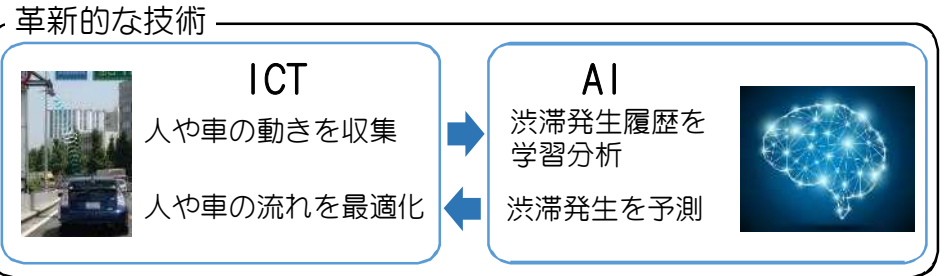 革新的な技術
ICT
人や車の動きを収集
人や車の流れを最適化
AI
渋滞発生履歴を
学習分析
渋滞発生を予測